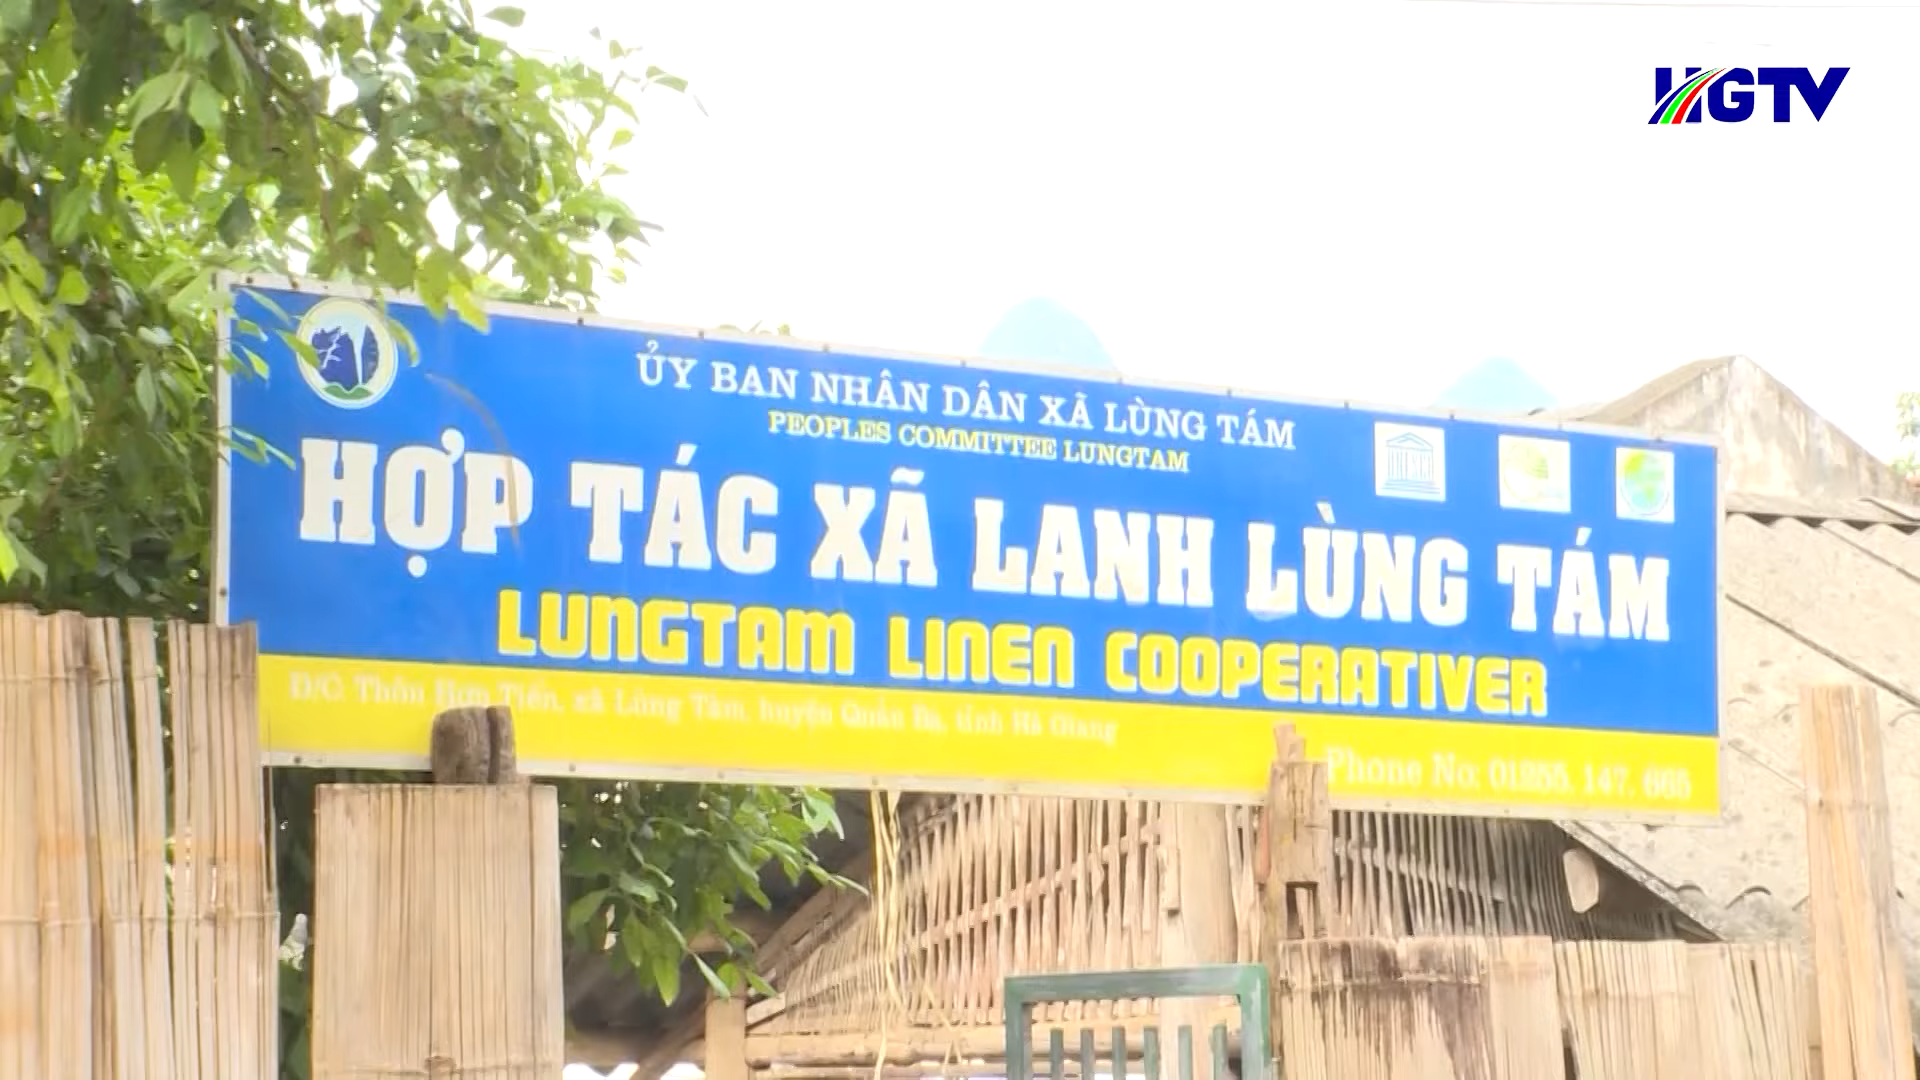 HGTV
ỦY BAN NHÂN DÂN XÃ LÙNG TÁM
PEOPLES COMMITTEE LUNGTAM
HỢP TÁC XÃ LANH LÙNG TÁM
LUNGTAM LINEN COOPERATIVER
Đ/C: Thôn Hợp Tiến, xã Lùng Tám, huyện Quản Bạ, tỉnh Hà Giang
Phone No: 01255. 147. 665